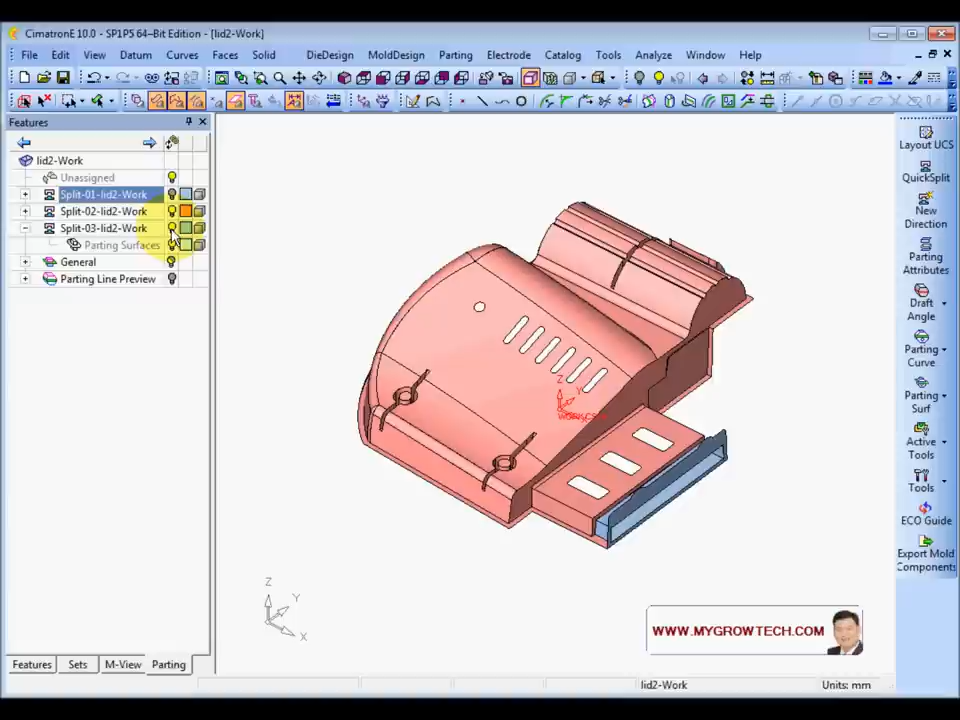 CimatronE 10.0 - SP1P5 64-Bit Edition - [lid2-Work]
File Edit View Datum Curves Faces Solid DieDesign MoldDesign Parting Electrode Catalog Tools Analyze Window Help
Features
lid2-Work
Unassigned
Split-01-lid2-Work
Split-02-lid2-Work
Split-03-lid2-Work
Parting Surfaces
General
Parting Line Preview
Z
Y
Z
Y
X
Layout UCS
QuickSplit
New
Direction
Parting
Attributes
Draft
Angle
Parting
Curve
Parting
Surf
Active
Tools
Tools
ECO Guide
Export Mold
Components
WWW.MYGROWTECH.COM
Features Sets M-View Parting
lid2-Work Units: mm